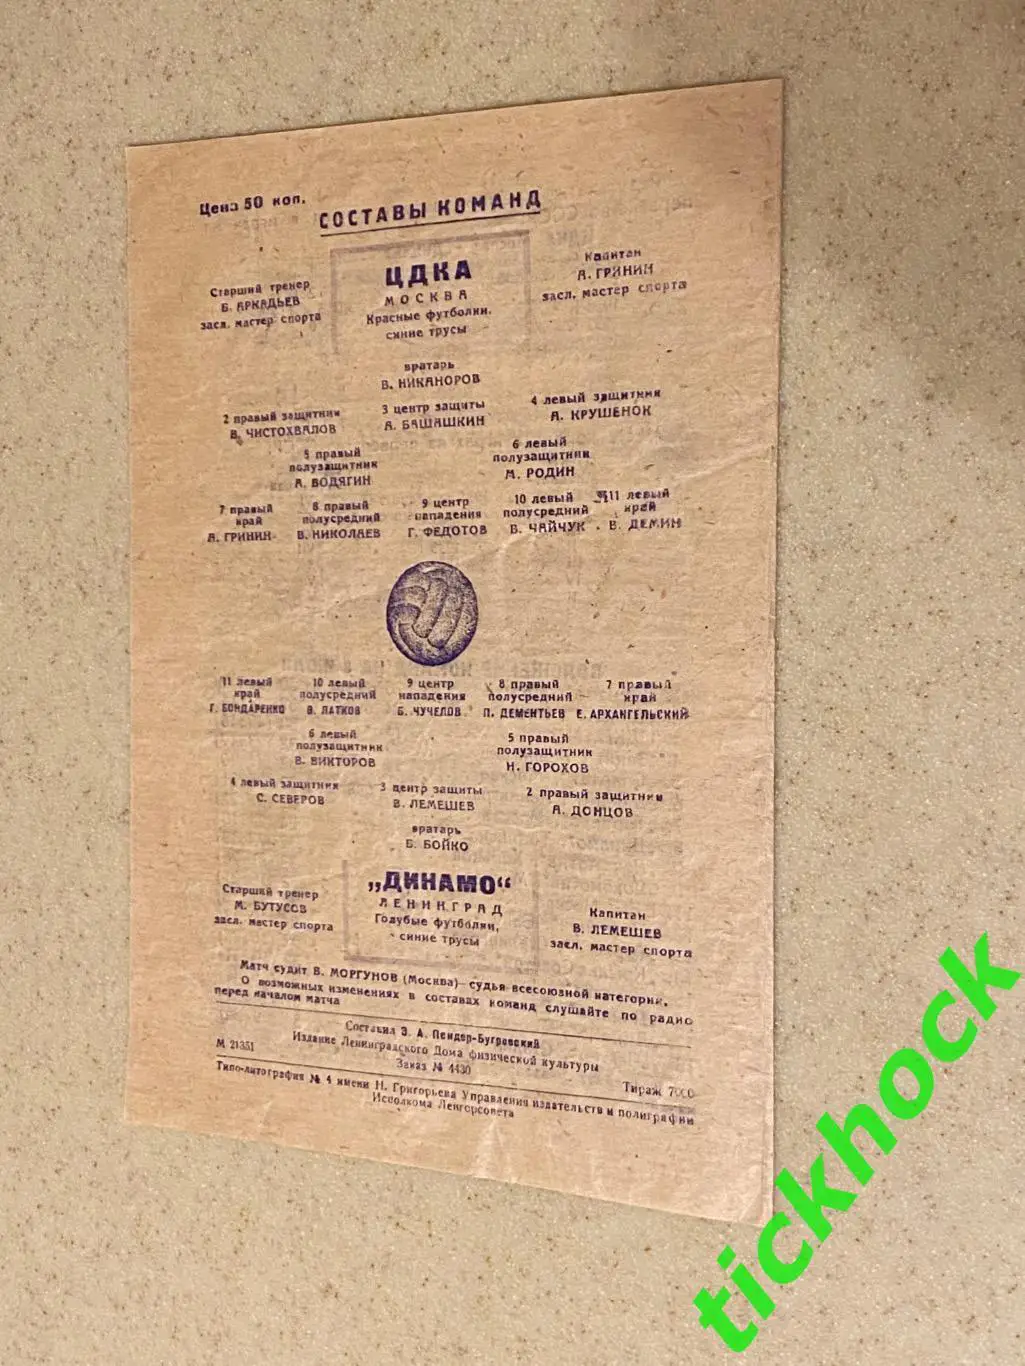 Цена 50 коп.
СОСТАВЫ КОМАНД
Старший тренер
Б. АРКАДЬЕВ
засл. мастер спорта
ЦДКА
МОСКВА
Красные футболки,
синие трусы
Капитан
А. ГРИНИН
засл. мастер спорта
вратарь
В. НИКАНОРОВ
2 правый защитник
В. ЧИСТОХВАЛОВ
3 центр защиты
А. БАШАШКИН
4 левый защитник
А. КРУШЕНОК
5 правый
полузащитник
А. ВОДЯГИН
6 левый
полузащитник
М. РОДИН
7 правый
край
А. ГРИНИН
8 правый
полусредний
В. НИКОЛАЕВ
9 центр
нападения
Г. ФЕДОТОВ
10 левый
полусредний
В. ЧАЙЧУК
11 левый
край
В. ДЕМИН
11 левый
край
Г. БОНДАРЕНКО
10 левый
полусредний
В. ЛАТКОВ
9 центр
нападения
Б. ЧУЧЕЛОВ
8 правый
полусредний
П. ДЕМЕНТЬЕВ
7 правый
край
Е. АРХАНГЕЛЬСКИЙ
6 левый
полузащитник
В. ВИКТОРОВ
5 правый
полузащитник
Н. ГОРОХОВ
4 левый защитник
С. СЕВЕРОВ
3 центр защиты
В. ЛЕМЕШЕВ
2 правый защитник
А. ДОНЦОВ
вратарь
Б. БОЙКО
Старший тренер
М. БУТУСОВ
засл. мастер спорта
„ДИНАМО“
ЛЕНИНГРАД
Голубые футболки,
синие трусы
Капитан
В. ЛЕМЕШЕВ
засл. мастер спорта
Матч судит В. МОРГУНОВ (Москва)—судья всесоюзной категории.
О возможных изменениях в составах команд слушайте по радио
перед началом матча
Составил Э. А. Пендер-Бугровский
Издание Ленинградского Дома физической культуры
М 21351
Заказ № 4430
Тираж 7000
Типо-литография № 4 имени Н. Григорьева Управления издательств и полиграфии
Исполкома Ленгорсовета
tickhock